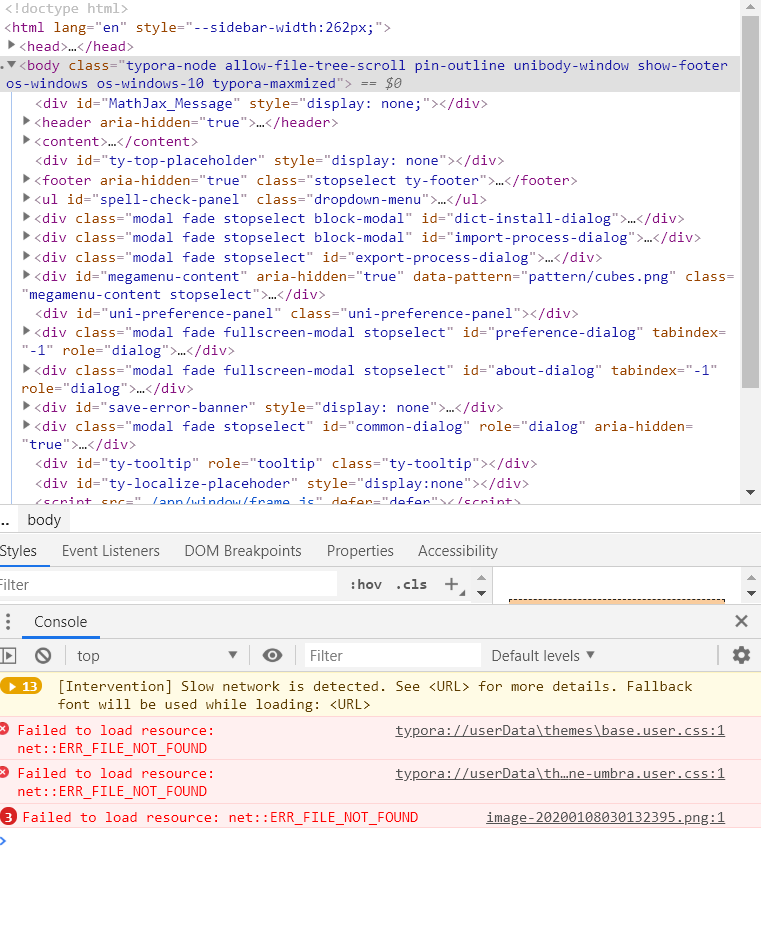 <!doctype html>
<html lang="en" style="--sidebar-width:262px;">
<head>…</head>
<body class="typora-node allow-file-tree-scroll pin-outline unibody-window show-footer
os-windows os-windows-10 typora-maxmized"> == $0
<div id="MathJax_Message" style="display: none;"></div>
<header aria-hidden="true">…</header>
<content>…</content>
<div id="ty-top-placeholder" style="display: none"></div>
<footer aria-hidden="true" class="stopselect ty-footer">…</footer>
<ul id="spell-check-panel" class="dropdown-menu">…</ul>
<div class="modal fade stopselect block-modal" id="dict-install-dialog">…</div>
<div class="modal fade stopselect block-modal" id="import-process-dialog">…</div>
<div class="modal fade stopselect" id="export-process-dialog">…</div>
<div id="megamenu-content" aria-hidden="true" data-pattern="pattern/cubes.png" class=
"megamenu-content stopselect">…</div>
<div id="uni-preference-panel" class="uni-preference-panel"></div>
<div class="modal fade fullscreen-modal stopselect" id="preference-dialog" tabindex=
"-1" role="dialog">…</div>
<div class="modal fade fullscreen-modal stopselect" id="about-dialog" tabindex="-1"
role="dialog">…</div>
<div id="save-error-banner" style="display: none">…</div>
<div class="modal fade stopselect" id="common-dialog" role="dialog" aria-hidden=
"true">…</div>
<div id="ty-tooltip" role="tooltip" class="ty-tooltip"></div>
<div id="ty-localize-placehoder" style="display:none"></div>
<script src="./app/window/frame.js" defer="defer"></script>
.. body
Styles Event Listeners DOM Breakpoints Properties Accessibility
Filter :hov .cls +
Console
top Filter Default levels
13 [Intervention] Slow network is detected. See <URL> for more details. Fallback
font will be used while loading: <URL>
Failed to load resource: typora://userData\themes\base.user.css:1
net::ERR_FILE_NOT_FOUND
Failed to load resource: typora://userData\th…ne-umbra.user.css:1
net::ERR_FILE_NOT_FOUND
3 Failed to load resource: net::ERR_FILE_NOT_FOUND image-20200108030132395.png:1